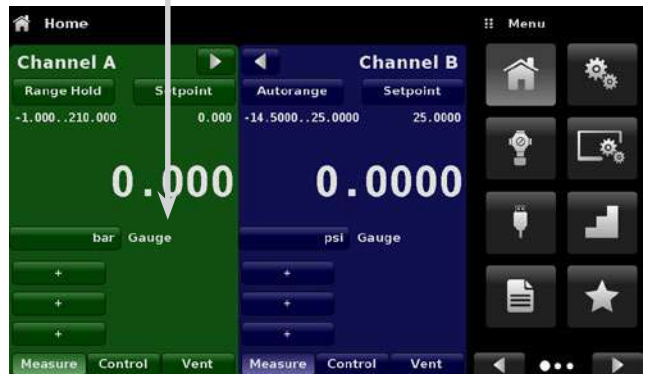 Home
Menu
Channel A
Channel B
Range Hold Setpoint
Autorange Setpoint
-1.000..210.000 0.000
-14.5000..25.0000 25.0000
0.000
0.0000
bar Gauge
psi Gauge
+
+
+
+
+
+
Measure Control Vent
Measure Control Vent